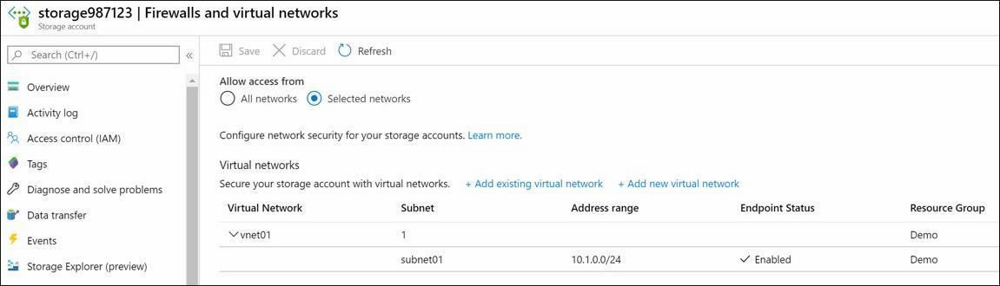 storage987123 | Firewalls and virtual networks
Storage account
Search (Ctrl+/)
«
Overview
Activity log
Access control (IAM)
Tags
Diagnose and solve problems
Data transfer
Events
Storage Explorer (preview)
Save Discard Refresh
Allow access from
All networks Selected networks
Configure network security for your storage accounts. Learn more.
Virtual networks
Secure your storage account with virtual networks. + Add existing virtual network + Add new virtual network
Virtual Network Subnet Address range Endpoint Status Resource Group
vnet01 1 Demo
subnet01 10.1.0.0/24 Enabled Demo